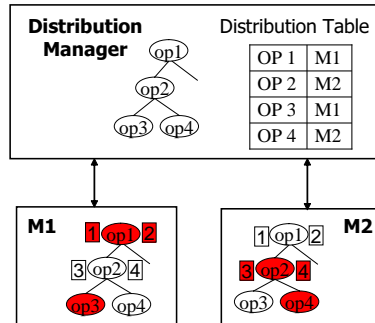 Distribution Manager
Distribution Table
op1
op2
op3 op4
OP 1 M1
OP 2 M2
OP 3 M1
OP 4 M2
M1
1 op1 2
3 op2 4
op3 op4
M2
1 op1 2
3 op2 4
op3 op4